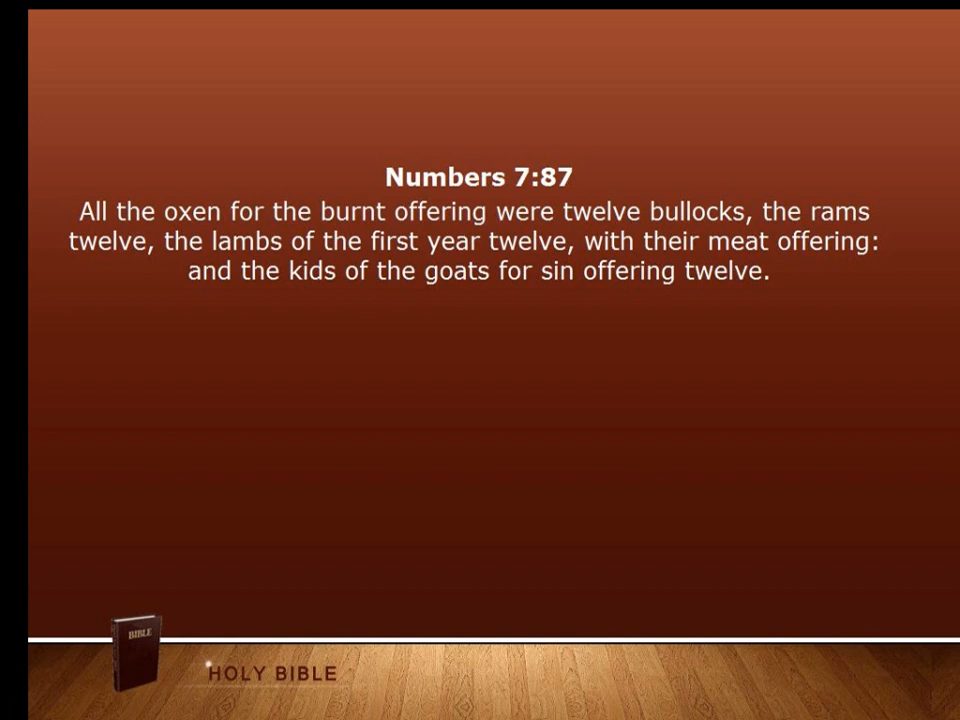 Numbers 7:87
All the oxen for the burnt offering were twelve bullocks, the rams
twelve, the lambs of the first year twelve, with their meat offering:
and the kids of the goats for sin offering twelve.
BIBLE
HOLY BIBLE